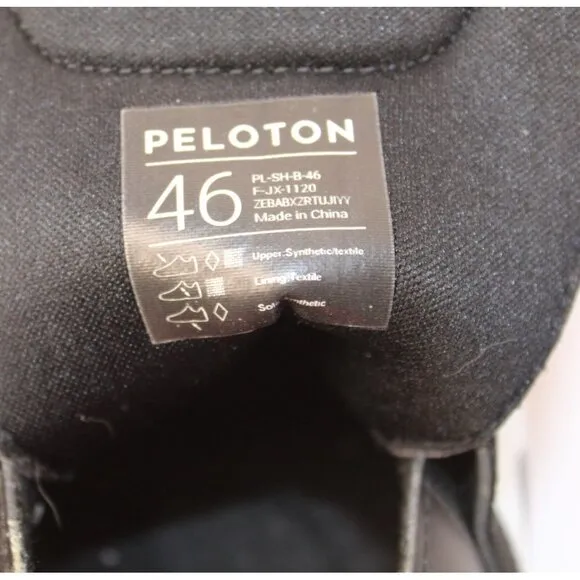 PELOTON
46
PL-SH-B-46
F-JX-1120
ZEBABXZRTUJIYY
Made in China
Upper:Synthetic/textile
Lining:Textile